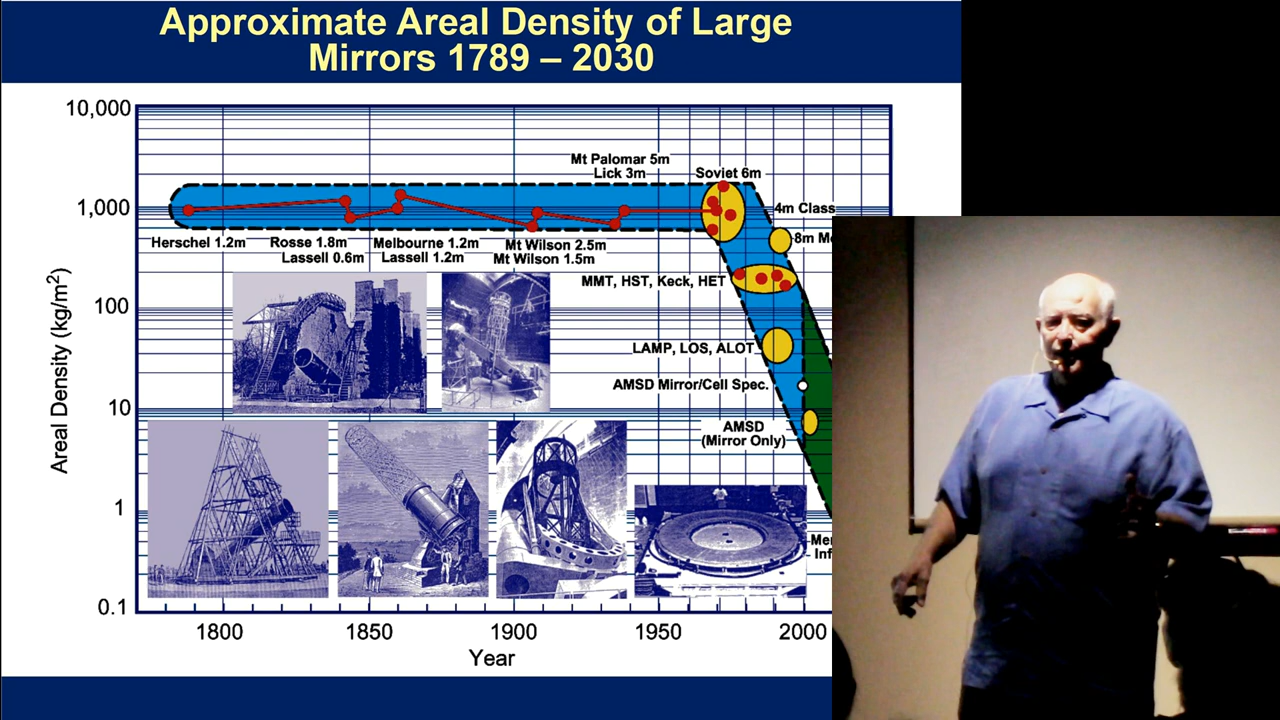 Approximate Areal Density of Large
Mirrors 1789 – 2030
10,000
1,000
100
10
1
0.1
Areal Density (kg/m²)
Mt Palomar 5m
Lick 3m
Soviet 6m
4m Class
8m
Herschel 1.2m
Rosse 1.8m
Lassell 0.6m
Melbourne 1.2m
Lassell 1.2m
Mt Wilson 2.5m
Mt Wilson 1.5m
MMT, HST, Keck, HET
LAMP, LOS, ALOT
AMSD Mirror/Cell Spec.
AMSD
(Mirror Only)
1800
1850
1900
1950
2000
Year